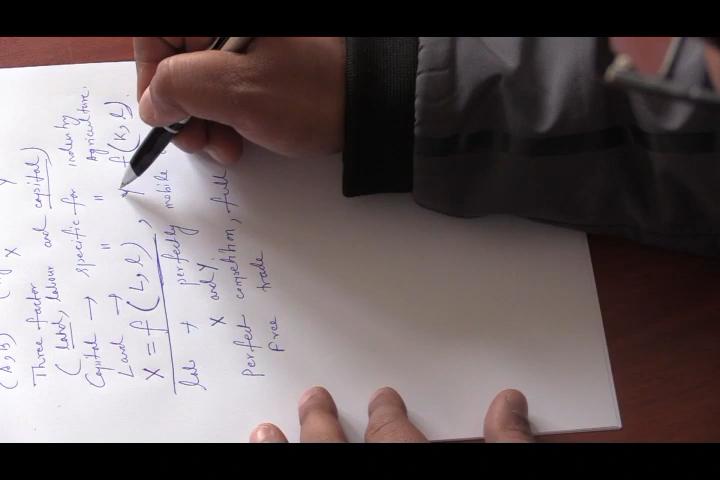 (A, B) X Y
Three factor
(land, labour and capital)
Capital → specific for industry
Land → " " Agriculture.
X = f (L, l), Y f(K, l).
lab → perfectly mobile
X and Y.
Perfect competition, full
Free trade